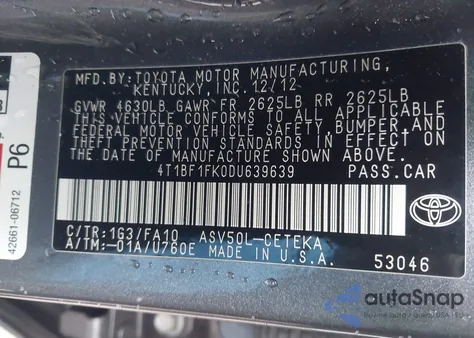 MFD. BY: TOYOTA MOTOR MANUFACTURING,
KENTUCKY, INC. 12/12
GVWR 4630LB GAWR FR 2625LB RR 2625LB
THIS VEHICLE CONFORMS TO ALL APPLICABLE
FEDERAL MOTOR VEHICLE SAFETY, BUMPER, AND
THEFT PREVENTION STANDARDS IN EFFECT ON
THE DATE OF MANUFACTURE SHOWN ABOVE.
4T1BF1FK0DU639639 PASS.CAR
C/TR:1G3/FA10 ASV50L-CETEKA
A/TM:-01A/U760E MADE IN U.S.A.
53046
TOYOTA
P6
42661-06712
autoSnap